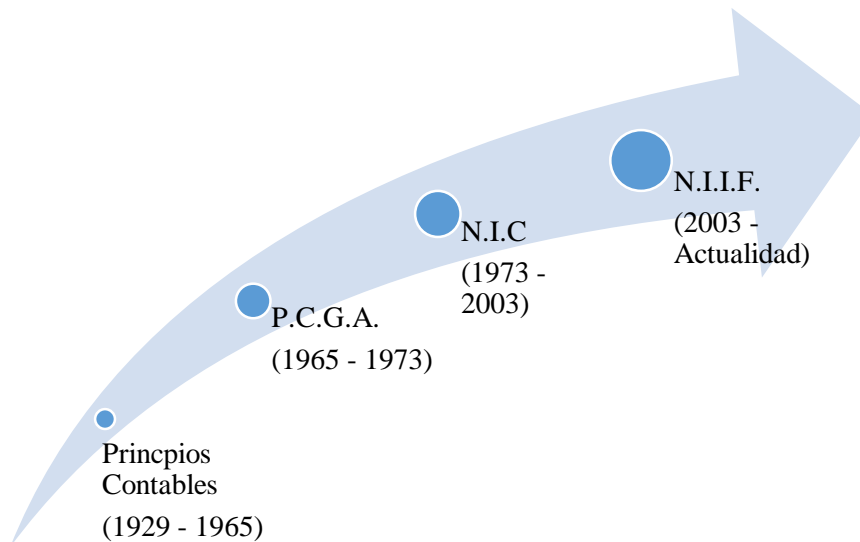 Princpios
Contables
(1929 - 1965)
P.C.G.A.
(1965 - 1973)
N.I.C
(1973 -
2003)
N.I.I.F.
(2003 -
Actualidad)